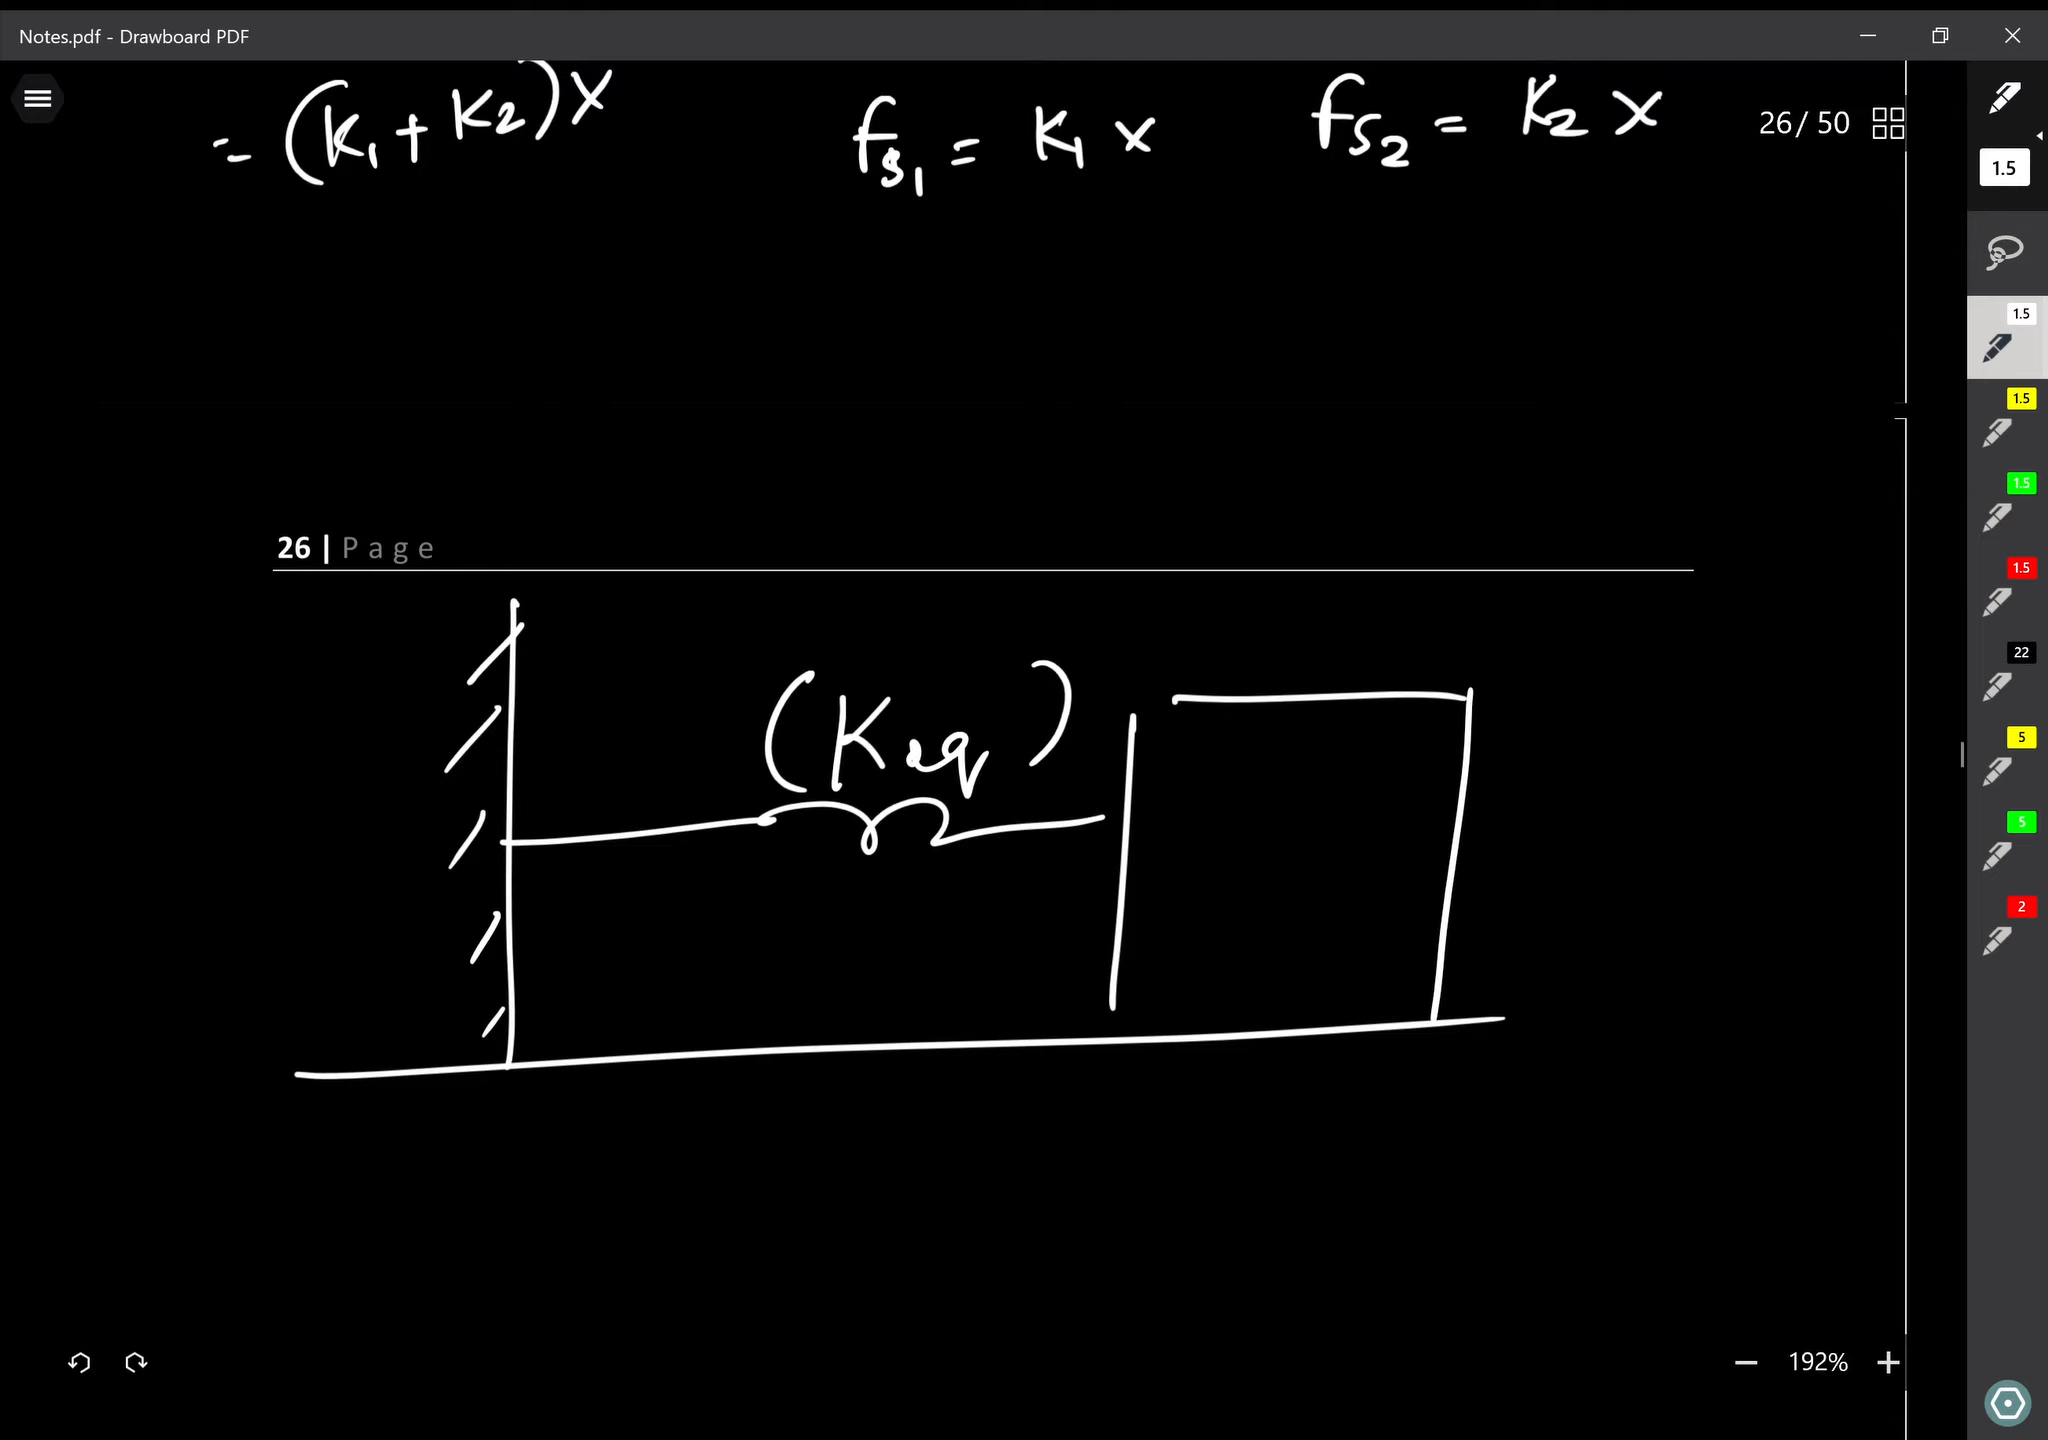 Notes.pdf - Drawboard PDF
= (K₁ + K₂)x
fs₁ = K₁ x
fs₂ = K₂ x
26 / 50
1.5
1.5
1.5
1.5
1.5
22
5
5
2
26 | Page
(Keq)
192%